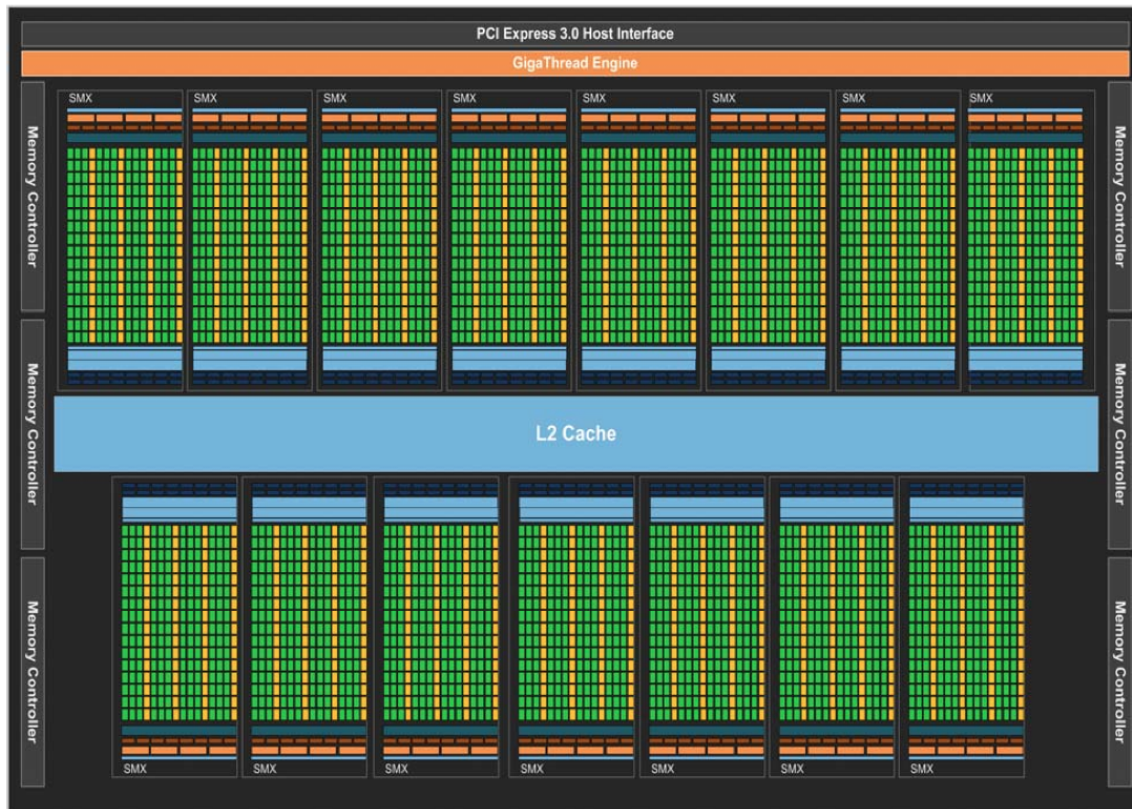 PCI Express 3.0 Host Interface
GigaThread Engine
SMX
SMX
SMX
SMX
SMX
SMX
SMX
SMX
Memory Controller
Memory Controller
Memory Controller
Memory Controller
L2 Cache
Memory Controller
Memory Controller
SMX
SMX
SMX
SMX
SMX
SMX
SMX